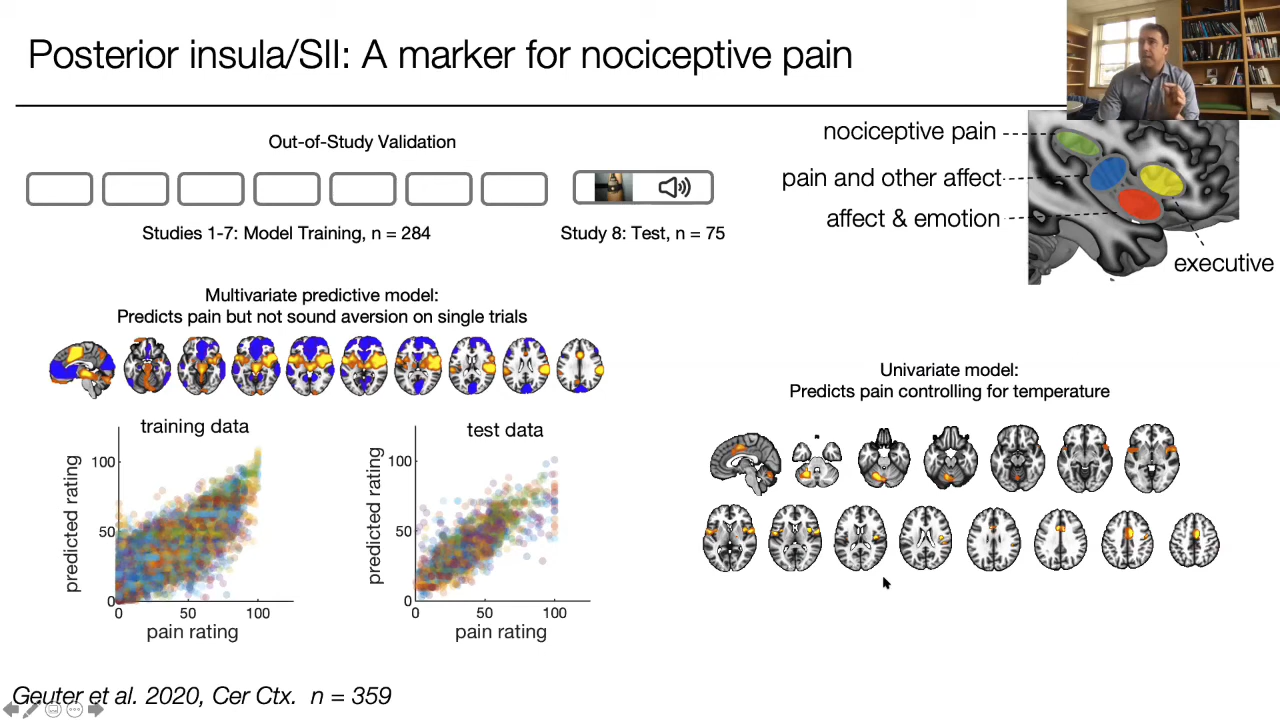 Posterior insula/SII: A marker for nociceptive pain
Out-of-Study Validation
Studies 1-7: Model Training, n = 284
Study 8: Test, n = 75
nociceptive pain
pain and other affect
affect & emotion
executive
Multivariate predictive model:
Predicts pain but not sound aversion on single trials
training data
predicted rating
100
50
0
0
50
100
pain rating
test data
predicted rating
100
50
0
0
50
100
pain rating
Univariate model:
Predicts pain controlling for temperature
Geuter et al. 2020, Cer Ctx. n = 359